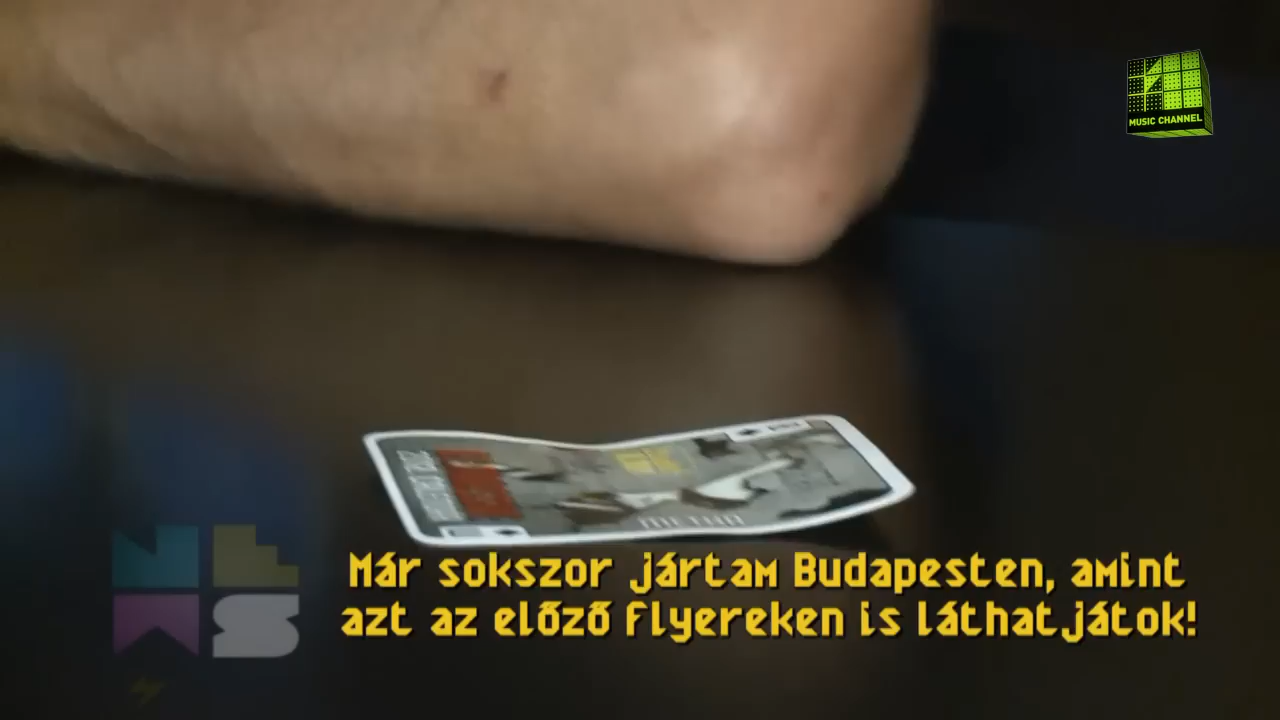 MUSIC CHANNEL
Már sokszor jártam Budapesten, amint
azt az előző flyereken is láthatjátok!